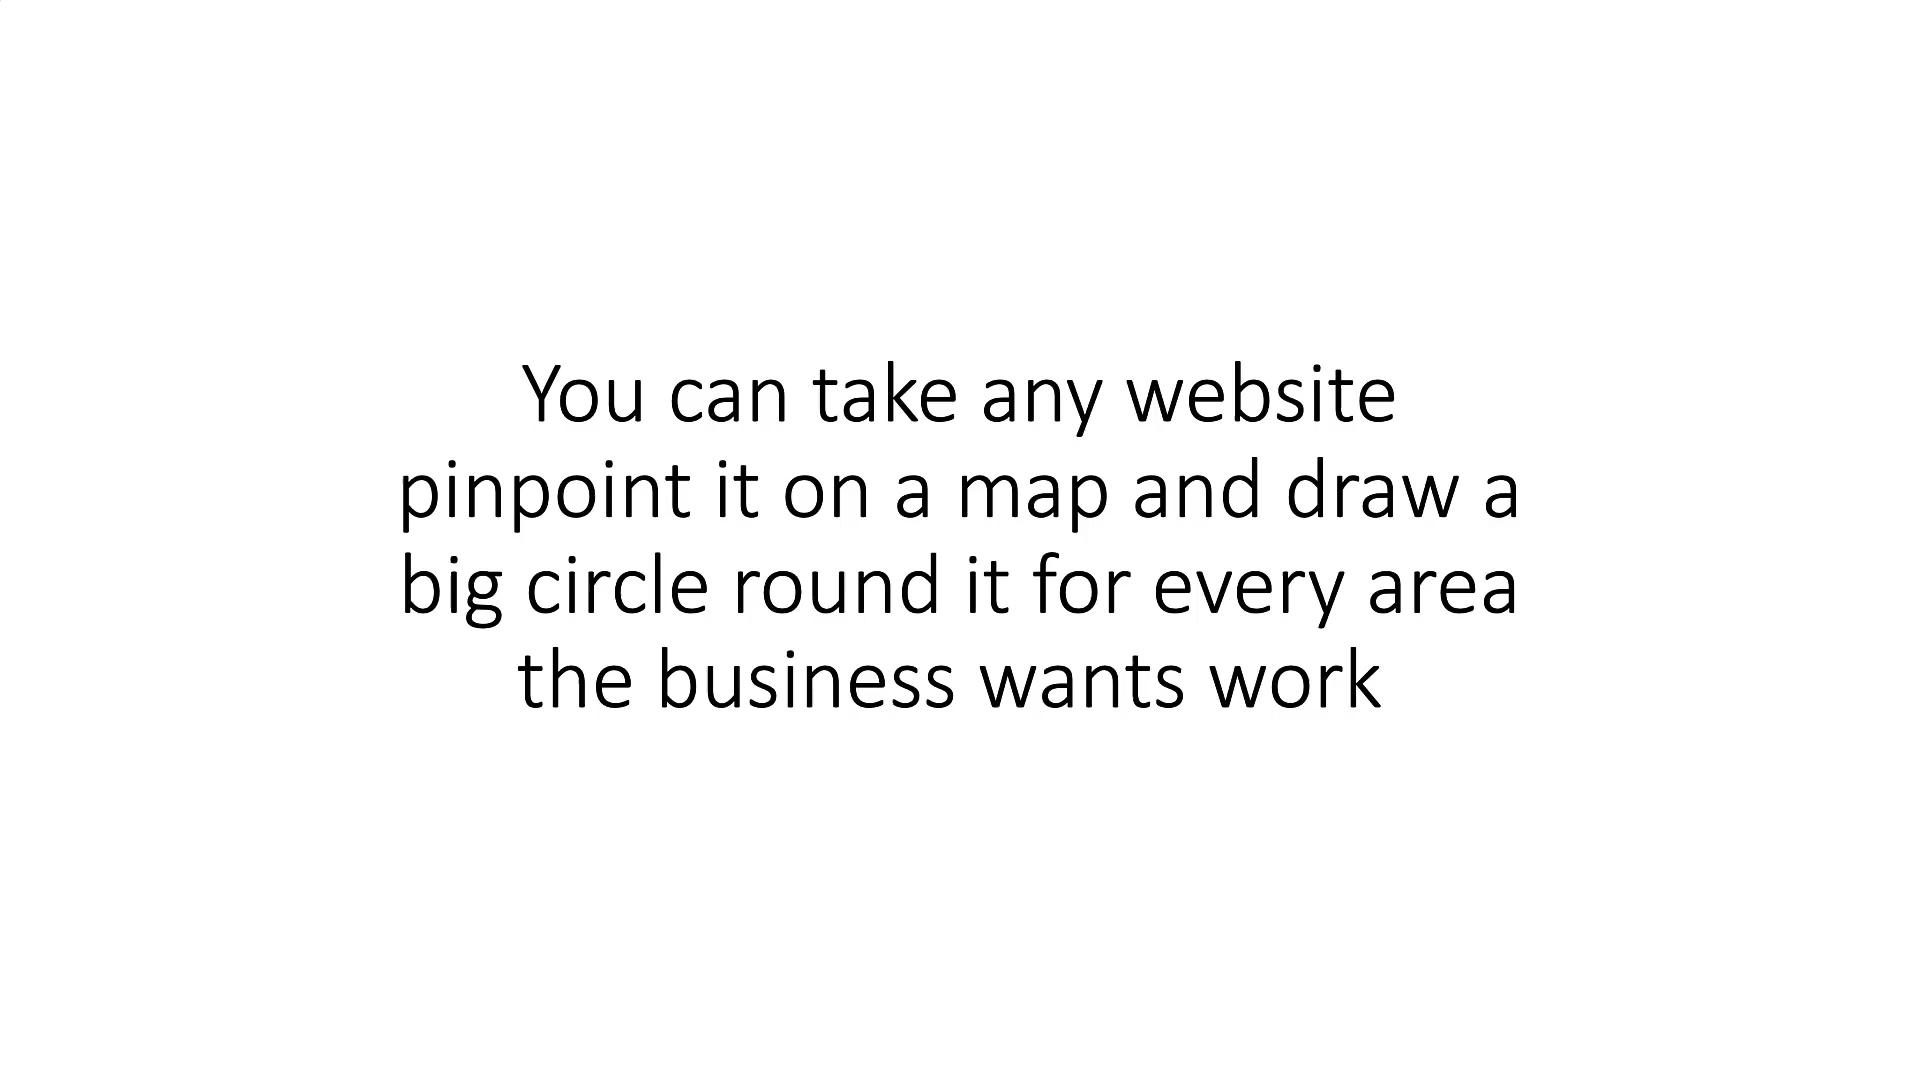 You can take any website
pinpoint it on a map and draw a
big circle round it for every area
the business wants work